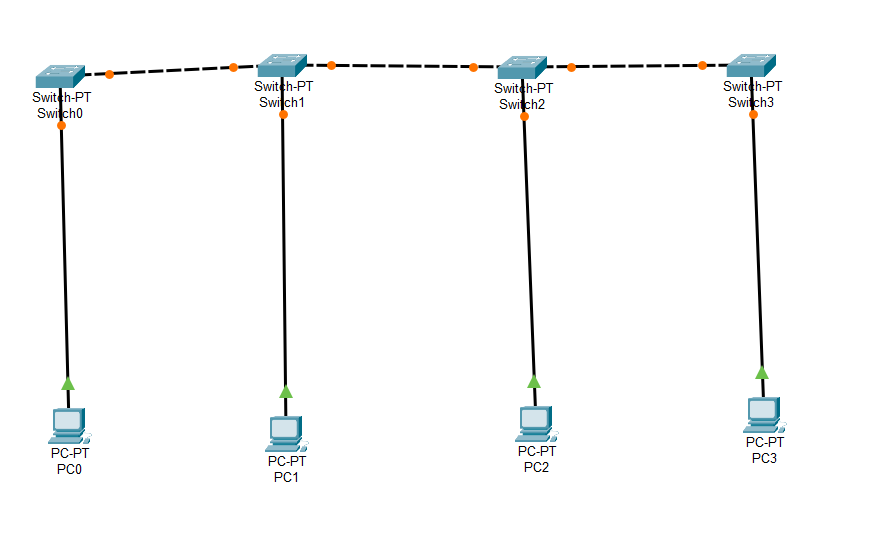 Switch-PT
Switch0
Switch-PT
Switch1
Switch-PT
Switch2
Switch-PT
Switch3
PC-PT
PC0
PC-PT
PC1
PC-PT
PC2
PC-PT
PC3